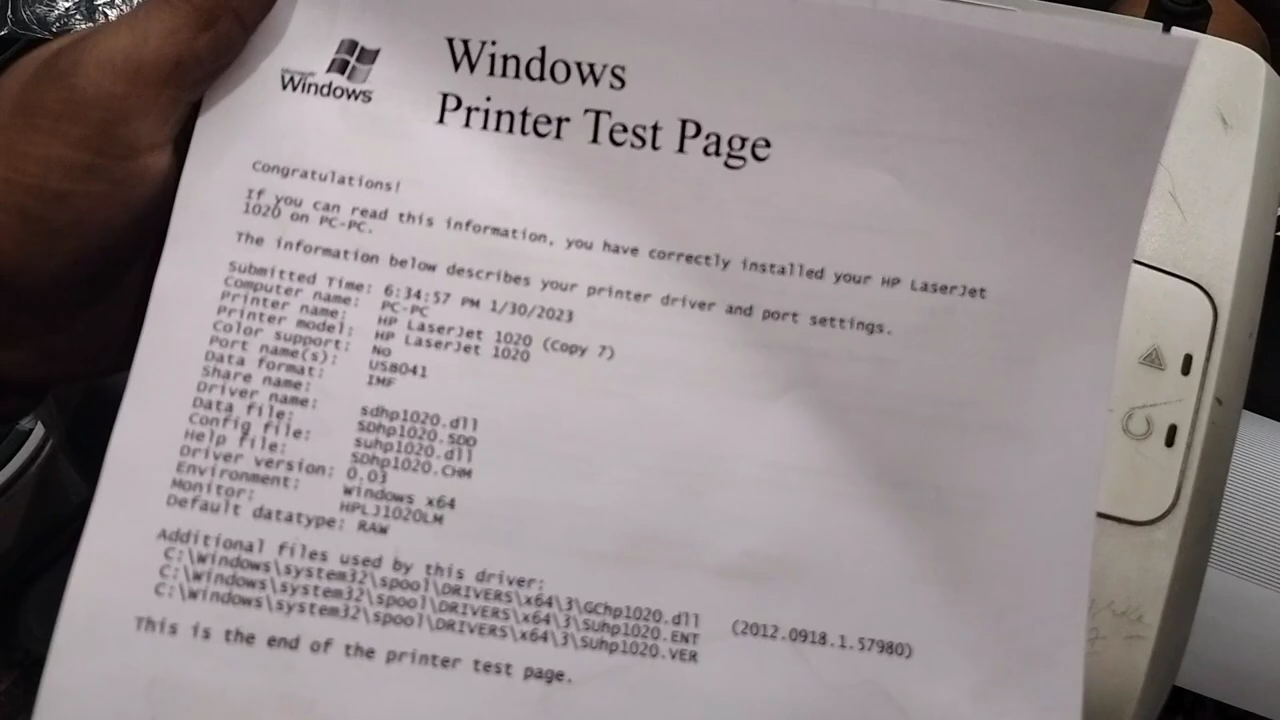 Microsoft
Windows
Windows
Printer Test Page
Congratulations!
If you can read this information, you have correctly installed your HP LaserJet
1020 on PC-PC.
The information below describes your printer driver and port settings.
Submitted Time: 6:34:57 PM 1/30/2023
Computer name: PC-PC
Printer name: HP LaserJet 1020 (Copy 7)
Printer model: HP LaserJet 1020
Color support: No
Port name(s): USB041
Data format: IMF
Share name:
Driver name: sdhp1020.dll
Data file: SDhp1020.SDD
Config file: suhp1020.dll
Help file: SDhp1020.CHM
Driver version: 0.03
Environment: Windows x64
Monitor: HPLJ1020LM
Default datatype: RAW
Additional files used by this driver:
C:\Windows\system32\spool\DRIVERS\x64\3\GChp1020.dll (2012.0918.1.57980)
C:\Windows\system32\spool\DRIVERS\x64\3\SUhp1020.ENT
C:\Windows\system32\spool\DRIVERS\x64\3\SUhp1020.VER
This is the end of the printer test page.